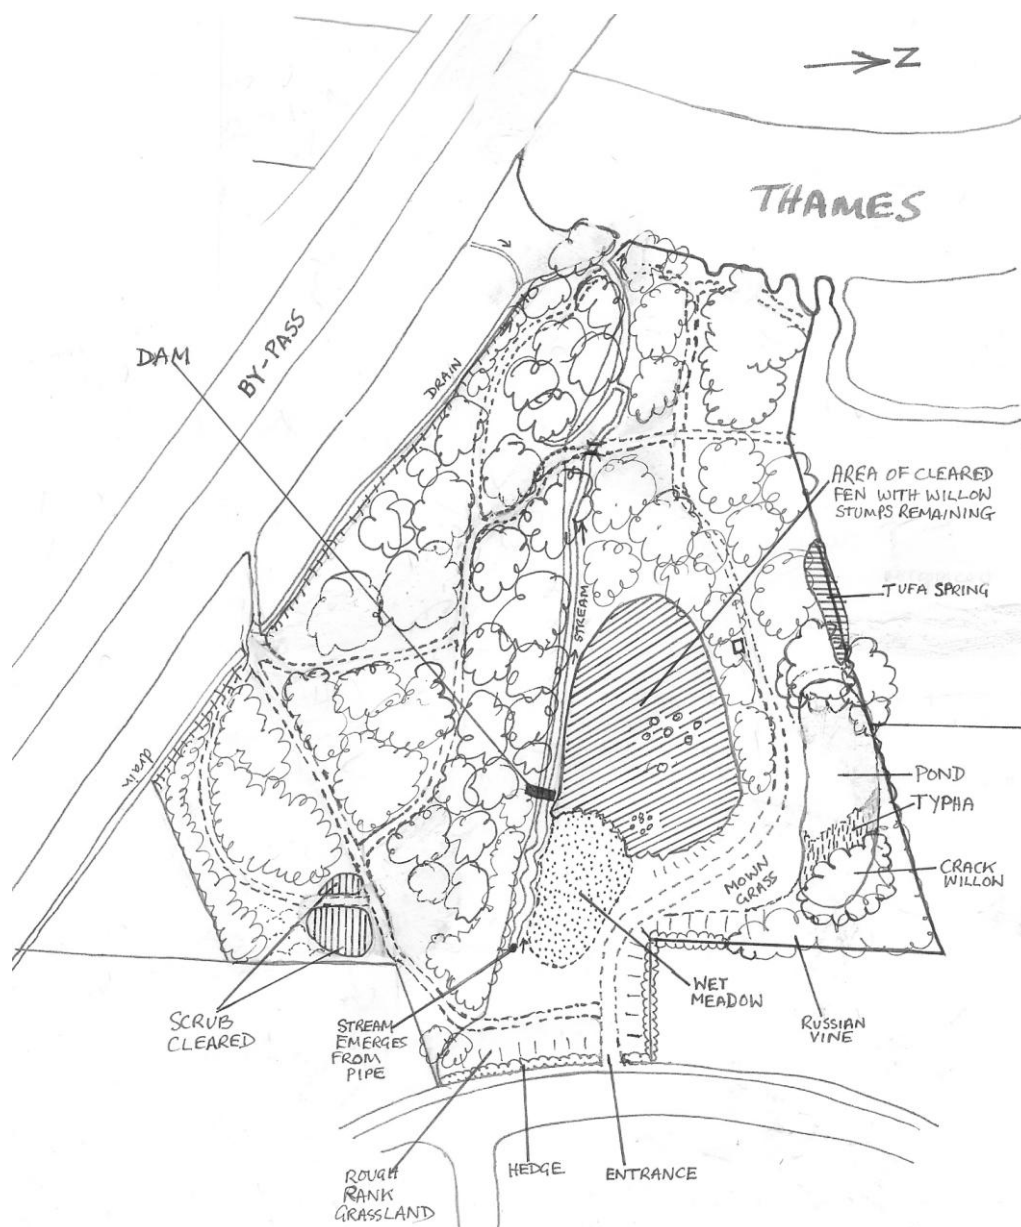 N
THAMES
BY-PASS
DAM
DRAIN
AREA OF CLEARED
FEN WITH WILLOW
STUMPS REMAINING
TUFA SPRING
STREAM
drain
POND
TYPHA
CRACK
WILLOW
MOWN
GRASS
WET
MEADOW
RUSSIAN
VINE
SCRUB
CLEARED
STREAM
EMERGES
FROM
PIPE
ROUGH
RANK
GRASSLAND
HEDGE
ENTRANCE